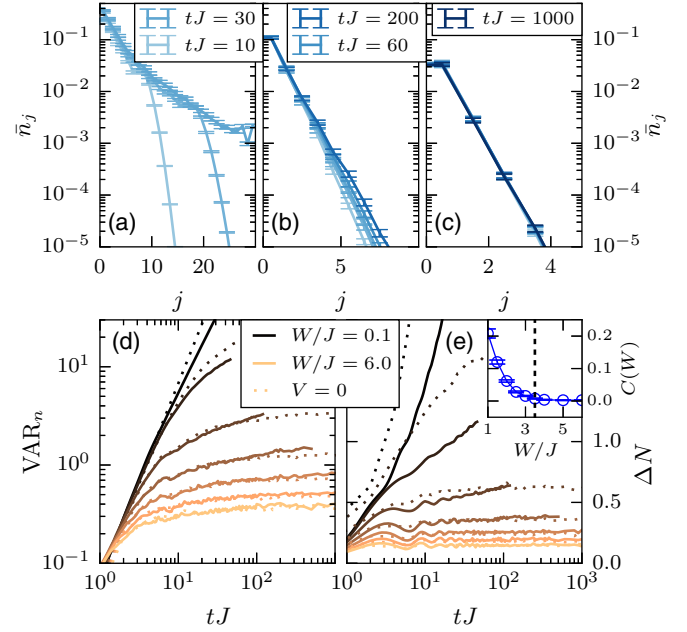 tJ = 30
tJ = 10
tJ = 200
tJ = 60
tJ = 1000
10⁻¹
10⁻²
10⁻³
10⁻⁴
10⁻⁵
n̄ⱼ
(a)
(b)
(c)
0 10 20
0 5
0 2 4
10⁻¹
10⁻²
10⁻³
10⁻⁴
10⁻⁵
n̄ⱼ
j
j
j
(d)
W/J = 0.1
W/J = 6.0
V = 0
(e)
0.2
0.1
0.0
C(W)
1 3 5
W/J
10¹
10⁰
10⁻¹
VARₙ
1.0
0.5
0.0
ΔN
10⁰ 10¹ 10²
10⁰ 10¹ 10² 10³
tJ
tJ